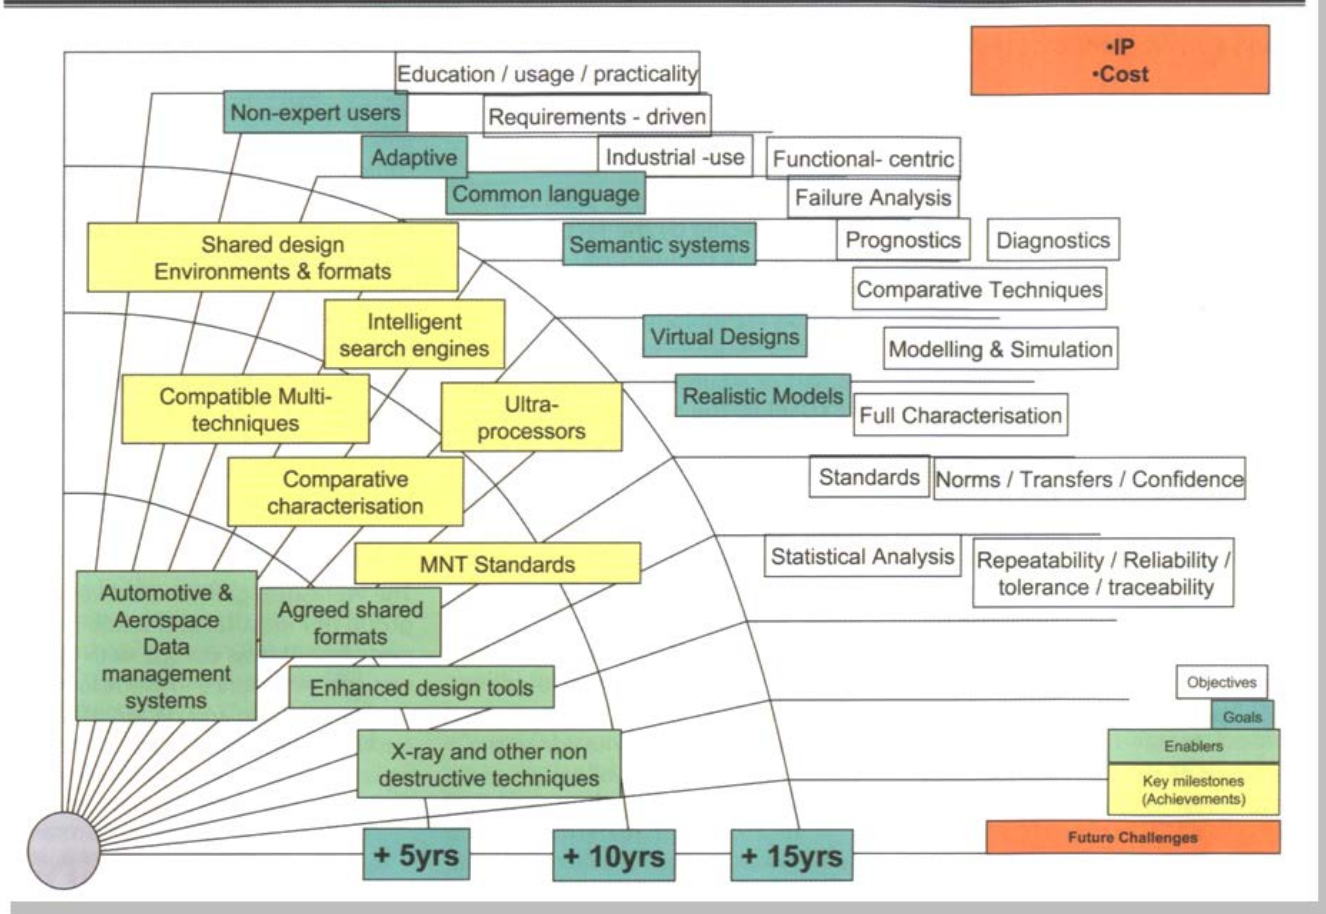 •IP
•Cost
Education / usage / practicality
Non-expert users
Requirements - driven
Adaptive
Industrial -use
Functional- centric
Common language
Failure Analysis
Shared design
Environments & formats
Semantic systems
Prognostics
Diagnostics
Comparative Techniques
Intelligent
search engines
Virtual Designs
Modelling & Simulation
Compatible Multi-
techniques
Ultra-
processors
Realistic Models
Full Characterisation
Comparative
characterisation
Standards
Norms / Transfers / Confidence
MNT Standards
Statistical Analysis
Repeatability / Reliability /
tolerance / traceability
Automotive &
Aerospace
Data
management
systems
Agreed shared
formats
Enhanced design tools
X-ray and other non
destructive techniques
Objectives
Goals
Enablers
Key milestones
(Achievements)
Future Challenges
+ 5yrs
+ 10yrs
+ 15yrs